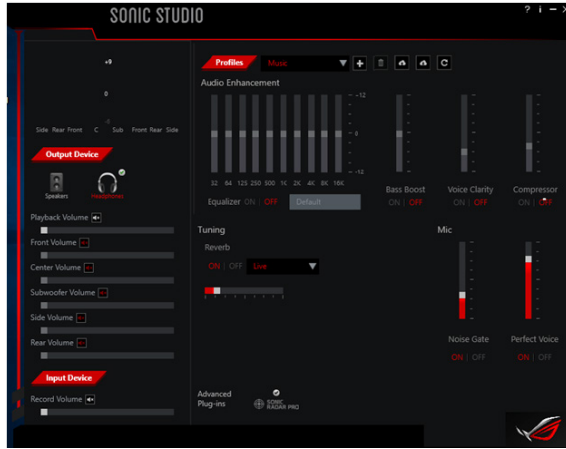 SONIC STUDIO
? i
+9
0
Side Rear Front C Sub Front Rear Side
Output Device
Speakers Headphones
Playback Volume
Front Volume
Center Volume
Subwoofer Volume
Side Volume
Rear Volume
Input Device
Record Volume
Profiles Music
Audio Enhancement
-12
0
-12
32 64 125 250 500 1K 2K 4K 8K 16K
Equalizer ON | OFF Default
Bass Boost Voice Clarity Compressor
ON | OFF ON | OFF ON | OFF
Tuning
Reverb
ON | OFF Live
Mic
Noise Gate Perfect Voice
ON | OFF ON | OFF
Advanced
Plug-ins
SONIC
RADAR PRO